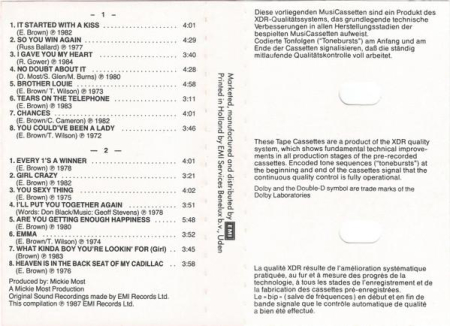 – 1 –
1. IT STARTED WITH A KISS .......... 4:01
(E. Brown) ℗ 1982
2. SO YOU WIN AGAIN .......... 4:29
(Russ Ballard) ℗ 1977
3. I GAVE YOU MY HEART .......... 3:40
(R. Gower) ℗ 1984
4. NO DOUBT ABOUT IT .......... 4:28
(D. Most/S. Glen/M. Burns) ℗ 1980
5. BROTHER LOUIE .......... 4:58
(E. Brown/ T. Wilson) ℗ 1973
6. TEARS ON THE TELEPHONE .......... 3:11
(E. Brown) ℗ 1983
7. CHANCES .......... 4:01
(E. Brown/C. Cameron) ℗ 1982
8. YOU COULD'VE BEEN A LADY .......... 3:46
(E. Brown/T. Wilson) ℗ 1972
– 2 –
1. EVERY 1'S A WINNER .......... 4:01
(E. Brown) ℗ 1978
2. GIRL CRAZY .......... 3:21
(E. Brown) ℗ 1982
3. YOU SEXY THING .......... 4:02
(E. Brown) ℗ 1975
4. I'LL PUT YOU TOGETHER AGAIN .......... 3:51
(Words: Don Black/Music: Geoff Stevens) ℗ 1978
5. ARE YOU GETTING ENOUGH HAPPINESS .. 5:48
(E. Brown) ℗ 1980
6. EMMA .......... 3:52
(E. Brown/T. Wilson) ℗ 1974
7. WHAT KINDA BOY YOU'RE LOOKIN' FOR (Girl) .. 3:45
(Brown) ℗ 1983
8. HEAVEN IS IN THE BACK SEAT OF MY CADILLAC .. 3:58
(E. Brown) ℗ 1976
Produced by: Mickie Most
A Mickie Most Production
Original Sound Recordings made by EMI Records Ltd.
This compilation ℗ 1987 EMI Records Ltd.
Marketed, manufactured and distributed by EMI
Printed in Holland by EMI Services Benelux b.v., Uden
Diese vorliegenden MusiCassetten sind ein Produkt des
XDR-Qualitätssystems, das grundlegende technische
Verbesserungen in allen Herstellungsstadien der
bespielten MusiCassetten aufweist.
Codierte Tonfolgen ("Tonebursts") am Anfang und am
Ende der Cassetten signalisieren, daß die ständig
mitlaufende Qualitätskontrolle voll arbeitet.
These Tape Cassettes are a product of the XDR quality
system, which shows fundamental technical improve-
ments in all production stages of the pre-recorded
cassettes. Encoded tone sequences ("tonebursts") at
the beginning and end of the cassettes signal that the
continuous quality control is fully operational.
Dolby and the Double-D symbol are trade marks of the
Dolby Laboratories
La qualité XDR résulte de l'amélioration systématique
pratiquée, au fur et à mesure des progrès de la
technologie, à tous les stades de l'enregistrement et de
la fabrication des cassettes pré-enregistrées.
Le «bip» (salve de fréquences) en début et en fin de
bande signale que le contrôle automatique de qualité
a bien été effectué.